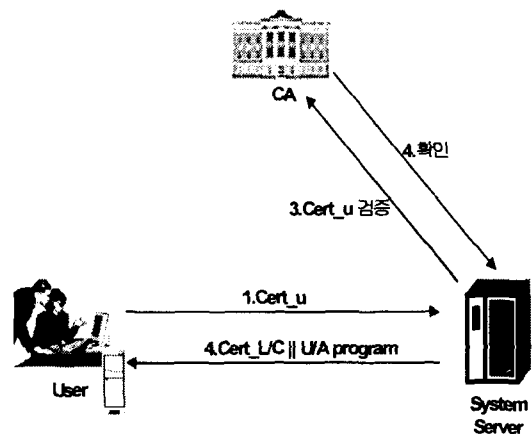 CA
4.확인
3.Cert_u 검증
1.Cert_u
4.Cert_L/C || U/A program
User
System
Server